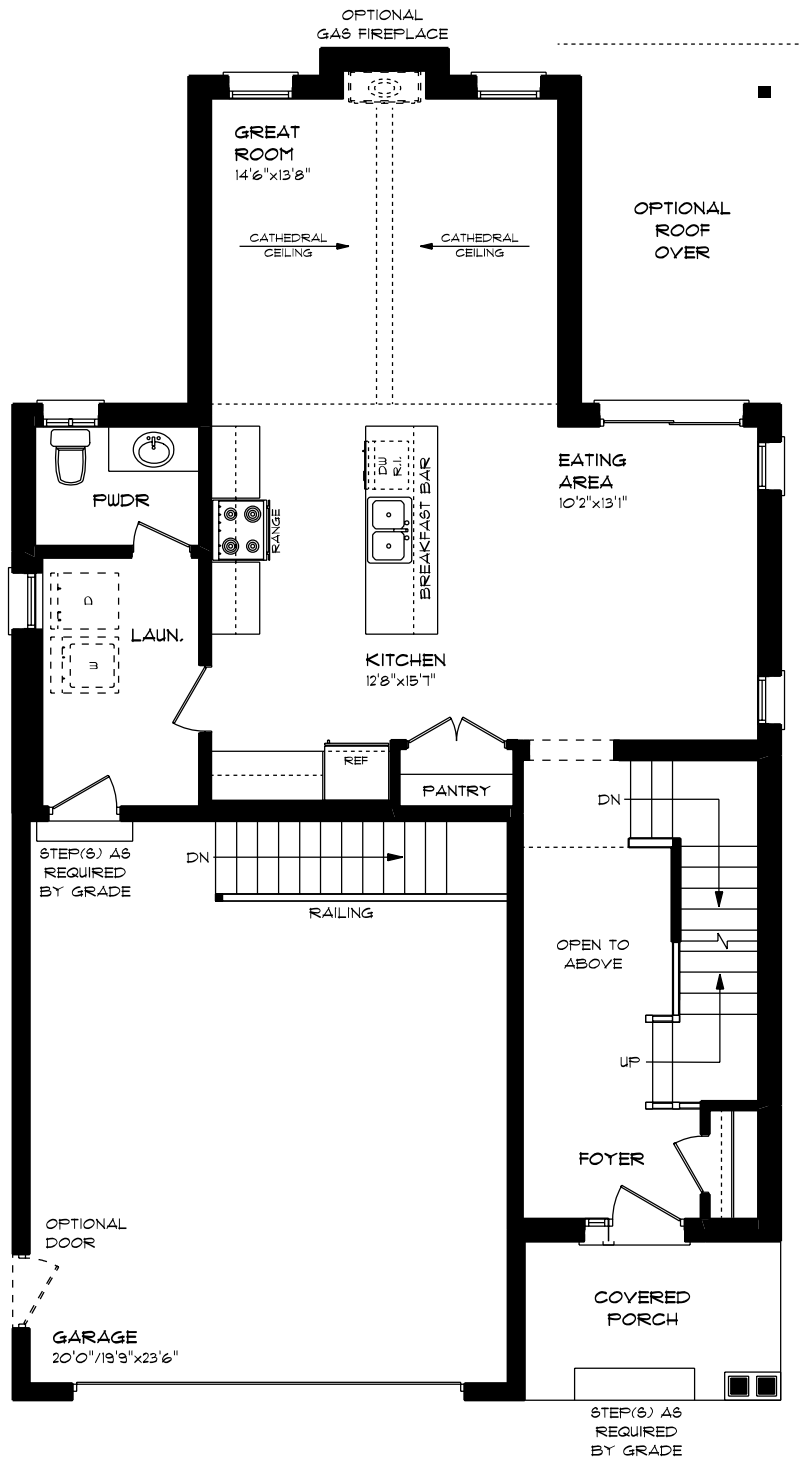 OPTIONAL
GAS FIREPLACE
GREAT
ROOM
14'6"x13'8"
CATHEDRAL
CEILING
CATHEDRAL
CEILING
OPTIONAL
ROOF
OVER
PWDR
RANGE
DW
R.I.
BREAKFAST BAR
EATING
AREA
10'2"x13'1"
D
LAUN.
W
KITCHEN
12'8"x15'7"
REF
PANTRY
DN
STEP(S) AS
REQUIRED
BY GRADE
DN
RAILING
OPEN TO
ABOVE
UP
FOYER
OPTIONAL
DOOR
COVERED
PORCH
GARAGE
20'0"/19'9"x23'6"
STEP(S) AS
REQUIRED
BY GRADE